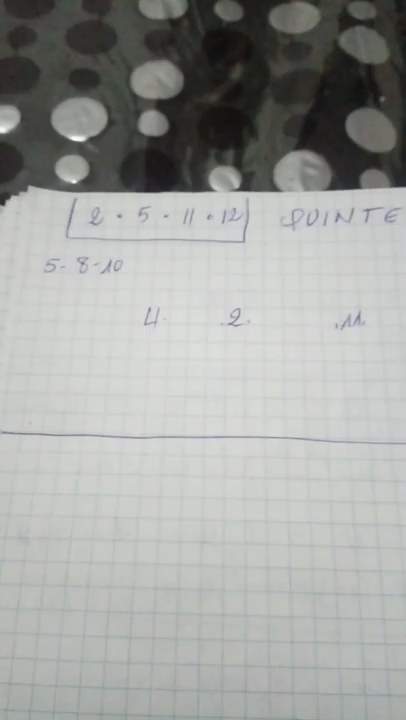 2 . 5 . 11 . 12 QUINTE
5-8-10
4. .2. .11.